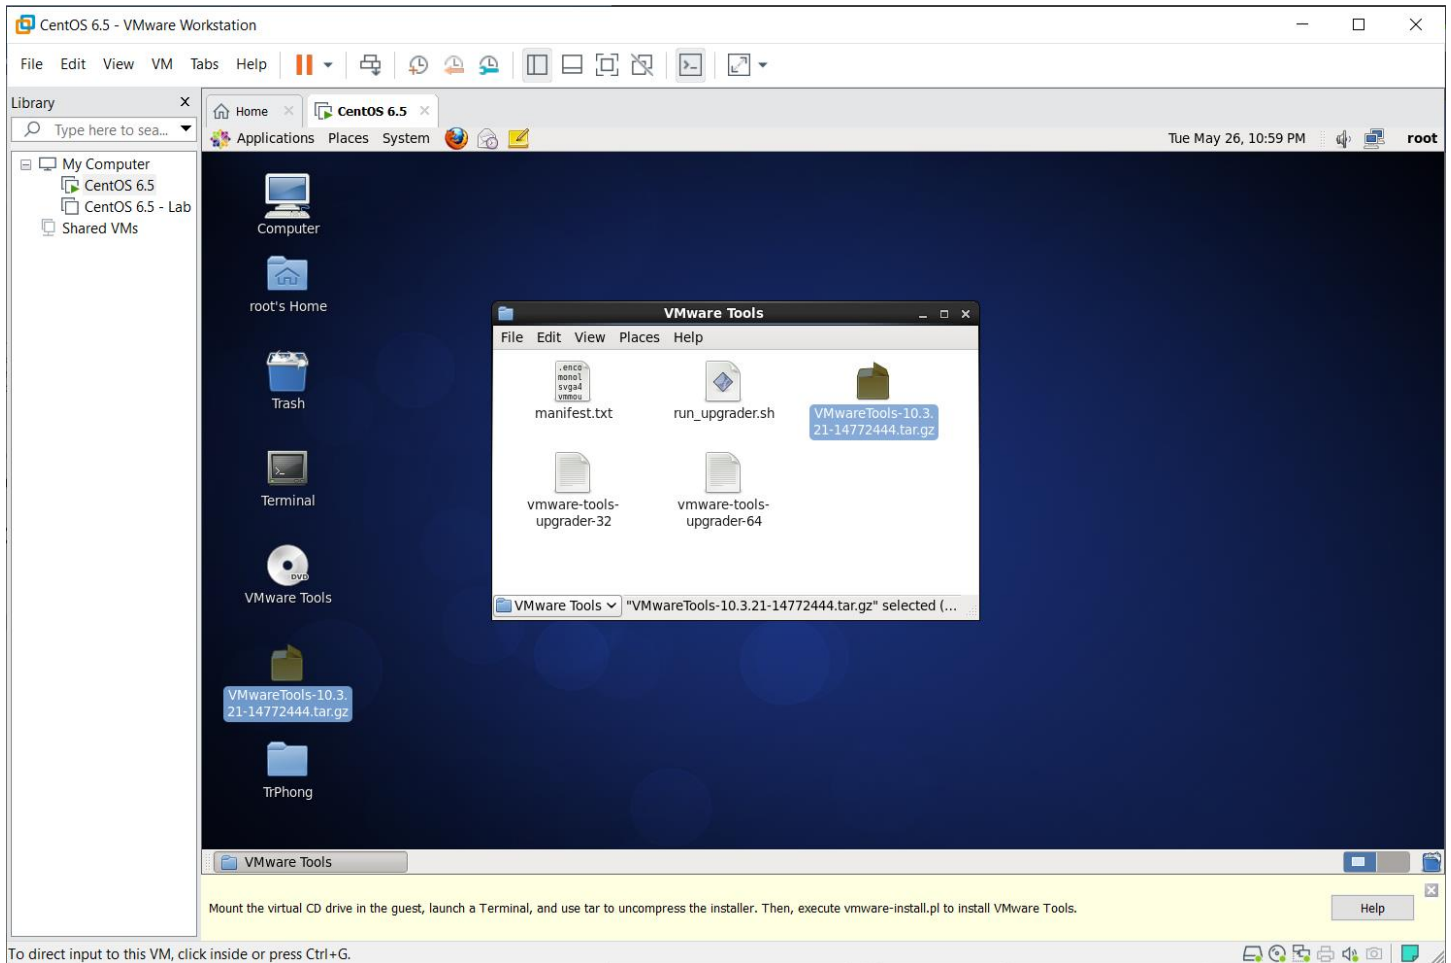 CentOS 6.5 - VMware Workstation
File Edit View VM Tabs Help
Library x
Type here to sea...
Home
CentOS 6.5
Applications Places System
Tue May 26, 10:59 PM
root
My Computer
CentOS 6.5
CentOS 6.5 - Lab
Shared VMs
Computer
root's Home
Trash
Terminal
DVD
VMware Tools
VMwareTools-10.3.
21-14772444.tar.gz
TrPhong
VMware Tools
File Edit View Places Help
.enco
monol
svga4
vmmou
manifest.txt
run_upgrader.sh
VMwareTools-10.3.
21-14772444.tar.gz
vmware-tools-
upgrader-32
vmware-tools-
upgrader-64
VMware Tools
"VMwareTools-10.3.21-14772444.tar.gz" selected (...
VMware Tools
Mount the virtual CD drive in the guest, launch a Terminal, and use tar to uncompress the installer. Then, execute vmware-install.pl to install VMware Tools.
Help
To direct input to this VM, click inside or press Ctrl+G.